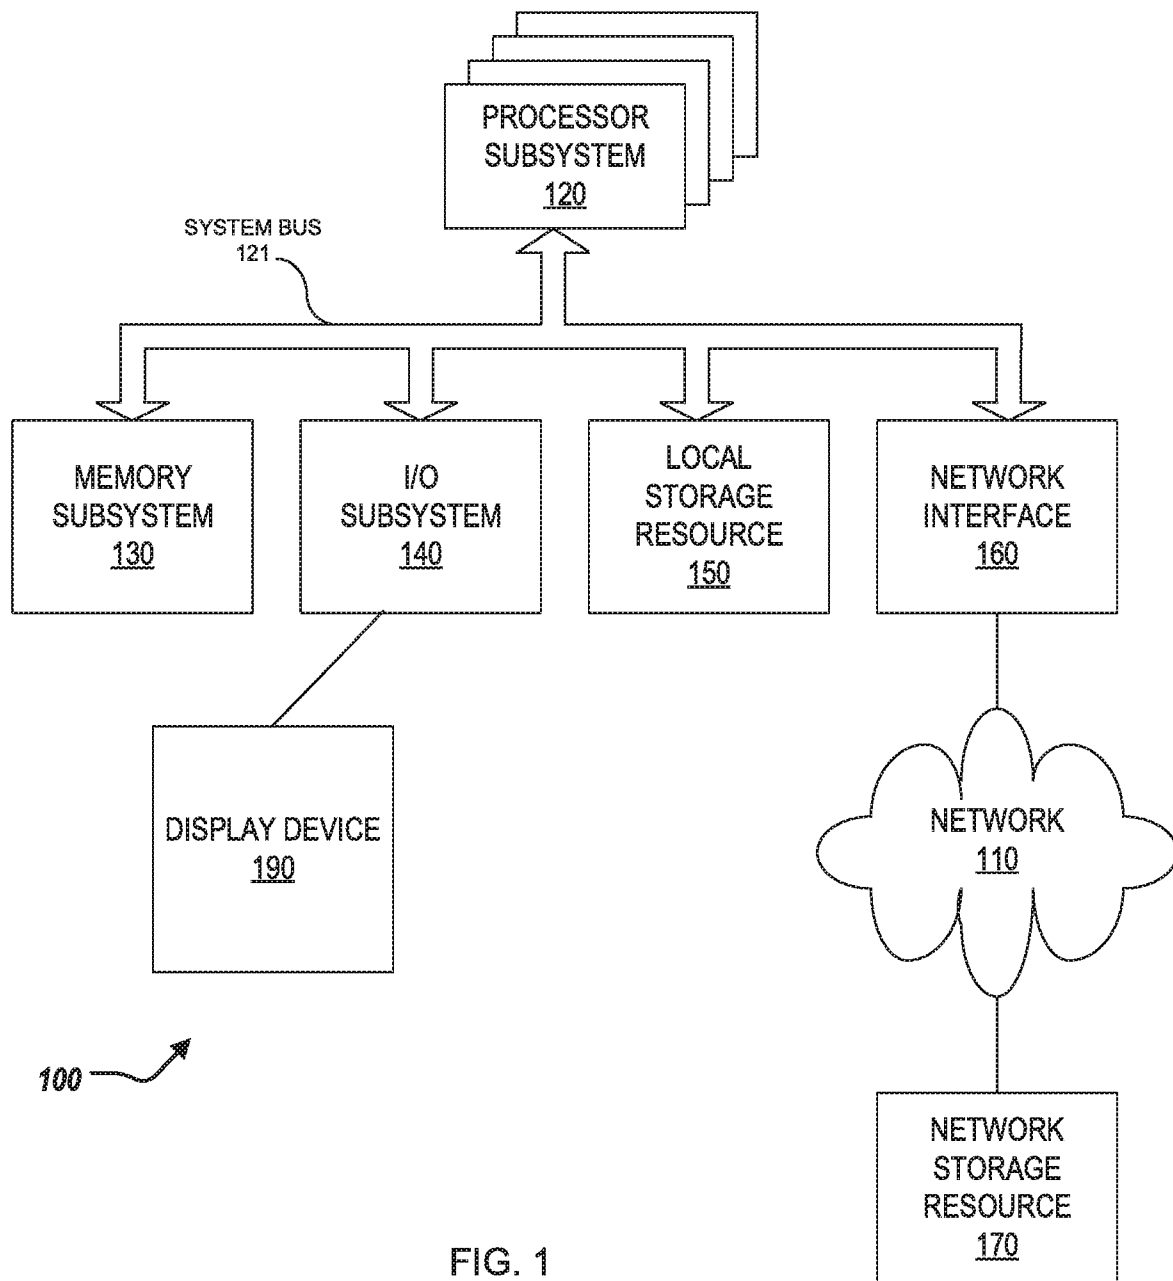 PROCESSOR
SUBSYSTEM
120
SYSTEM BUS
121
MEMORY
SUBSYSTEM
130
I/O
SUBSYSTEM
140
LOCAL
STORAGE
RESOURCE
150
NETWORK
INTERFACE
160
DISPLAY DEVICE
190
NETWORK
110
100
NETWORK
STORAGE
RESOURCE
170
FIG. 1